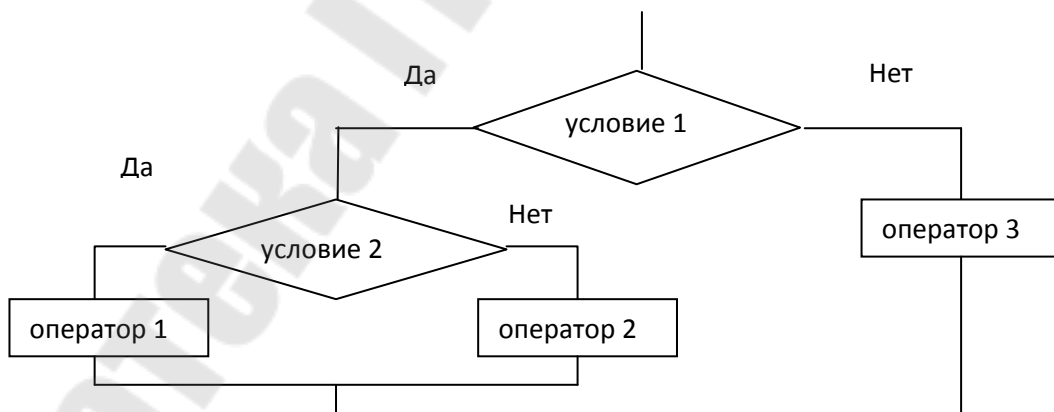 Да
Нет
условие 1
Да
Нет
условие 2
оператор 3
оператор 1
оператор 2